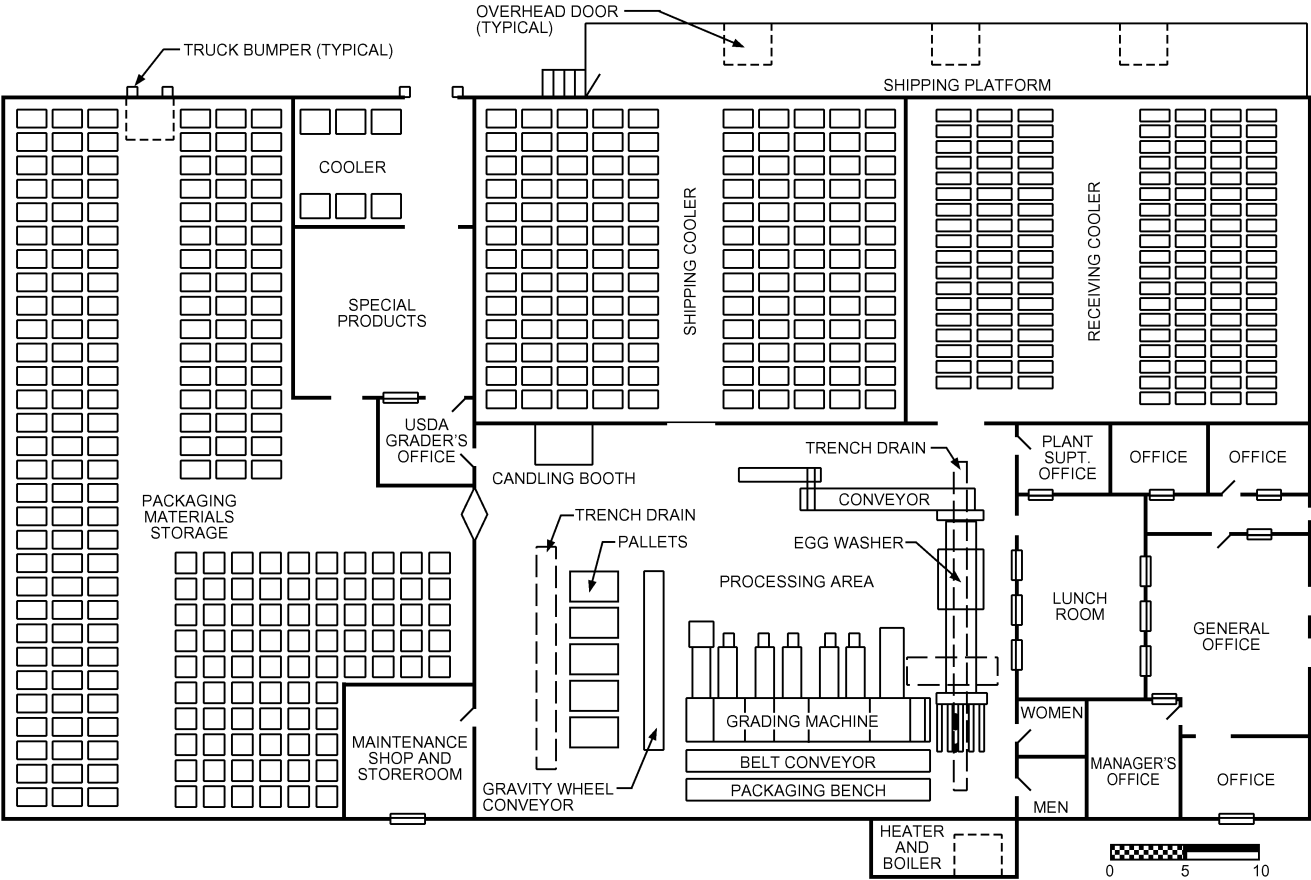 OVERHEAD DOOR
(TYPICAL)
TRUCK BUMPER (TYPICAL)
SHIPPING PLATFORM
COOLER
SHIPPING COOLER
RECEIVING COOLER
SPECIAL
PRODUCTS
USDA
GRADER'S
OFFICE
CANDLING BOOTH
TRENCH DRAIN
PLANT
SUPT.
OFFICE
OFFICE
OFFICE
PACKAGING
MATERIALS
STORAGE
CONVEYOR
TRENCH DRAIN
PALLETS
EGG WASHER
PROCESSING AREA
LUNCH
ROOM
GENERAL
OFFICE
WOMEN
GRADING MACHINE
MAINTENANCE
SHOP AND
STOREROOM
BELT CONVEYOR
MANAGER'S
OFFICE
OFFICE
GRAVITY WHEEL
CONVEYOR
PACKAGING BENCH
MEN
HEATER
AND
BOILER
0 5 10